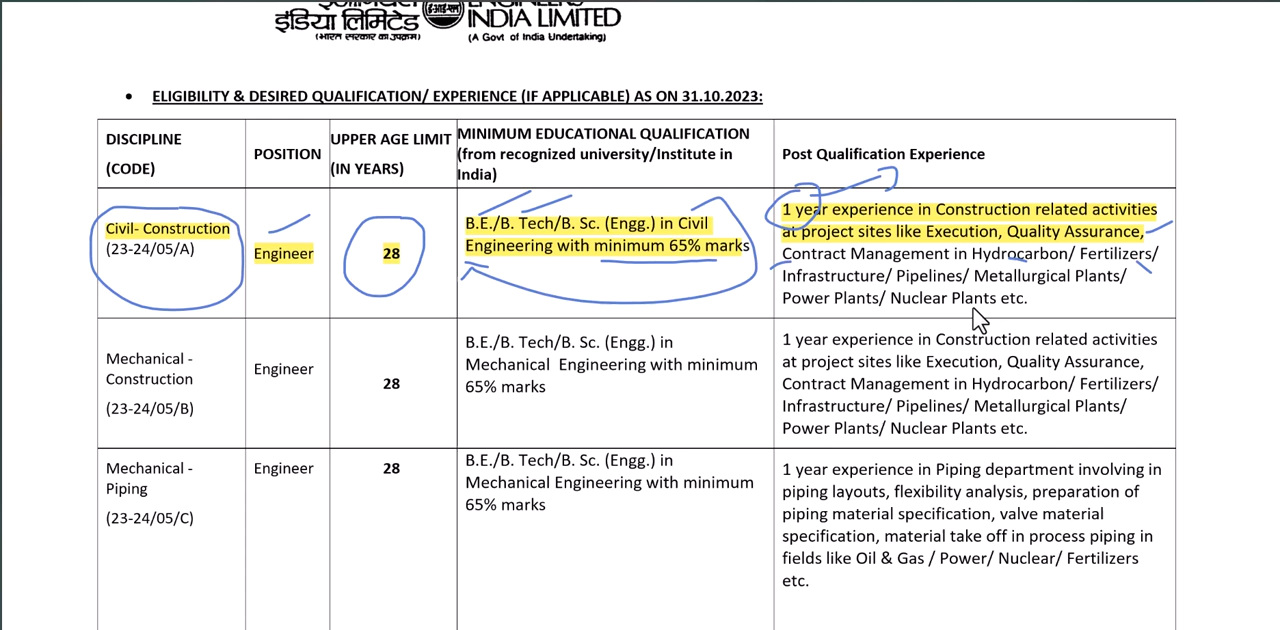 इंडिया लिमिटेड
INDIA LIMITED
(भारत सरकार का उपक्रम)
(A Govt of India Undertaking)
• ELIGIBILITY & DESIRED QUALIFICATION/ EXPERIENCE (IF APPLICABLE) AS ON 31.10.2023:
DISCIPLINE
(CODE)
POSITION
UPPER AGE LIMIT
(IN YEARS)
MINIMUM EDUCATIONAL QUALIFICATION
(from recognized university/Institute in
India)
Post Qualification Experience
Civil- Construction
(23-24/05/A)
Engineer
28
B.E./B. Tech/B. Sc. (Engg.) in Civil
Engineering with minimum 65% marks
1 year experience in Construction related activities
at project sites like Execution, Quality Assurance,
Contract Management in Hydrocarbon/ Fertilizers/
Infrastructure/ Pipelines/ Metallurgical Plants/
Power Plants/ Nuclear Plants etc.
Mechanical -
Construction
(23-24/05/B)
Engineer
28
B.E./B. Tech/B. Sc. (Engg.) in
Mechanical Engineering with minimum
65% marks
1 year experience in Construction related activities
at project sites like Execution, Quality Assurance,
Contract Management in Hydrocarbon/ Fertilizers/
Infrastructure/ Pipelines/ Metallurgical Plants/
Power Plants/ Nuclear Plants etc.
Mechanical -
Piping
(23-24/05/C)
Engineer
28
B.E./B. Tech/B. Sc. (Engg.) in
Mechanical Engineering with minimum
65% marks
1 year experience in Piping department involving in
piping layouts, flexibility analysis, preparation of
piping material specification, valve material
specification, material take off in process piping in
fields like Oil & Gas / Power/ Nuclear/ Fertilizers
etc.